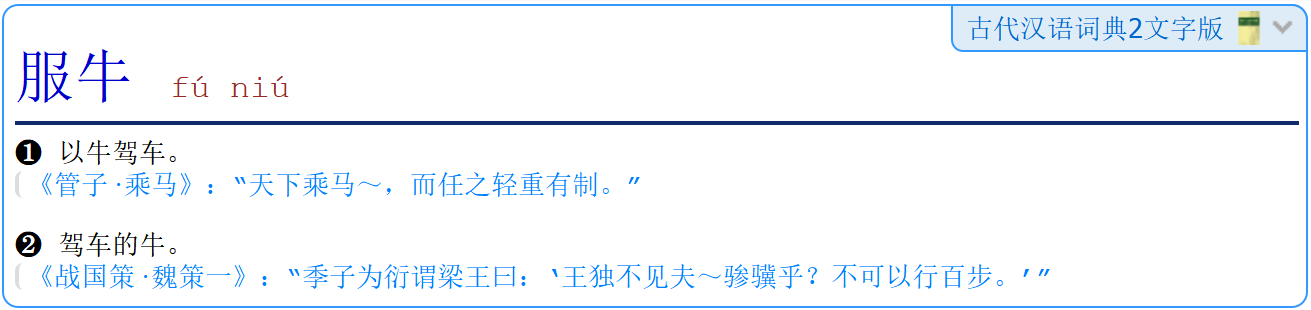 古代汉语词典2文字版
服牛 fú niú
❶ 以牛驾车。
《管子·乘马》：“天下乘马～，而任之轻重有制。”
❷ 驾车的牛。
《战国策·魏策一》：“季子为衍谓梁王曰：‘王独不见夫～骖骥乎？不可以行百步。’”